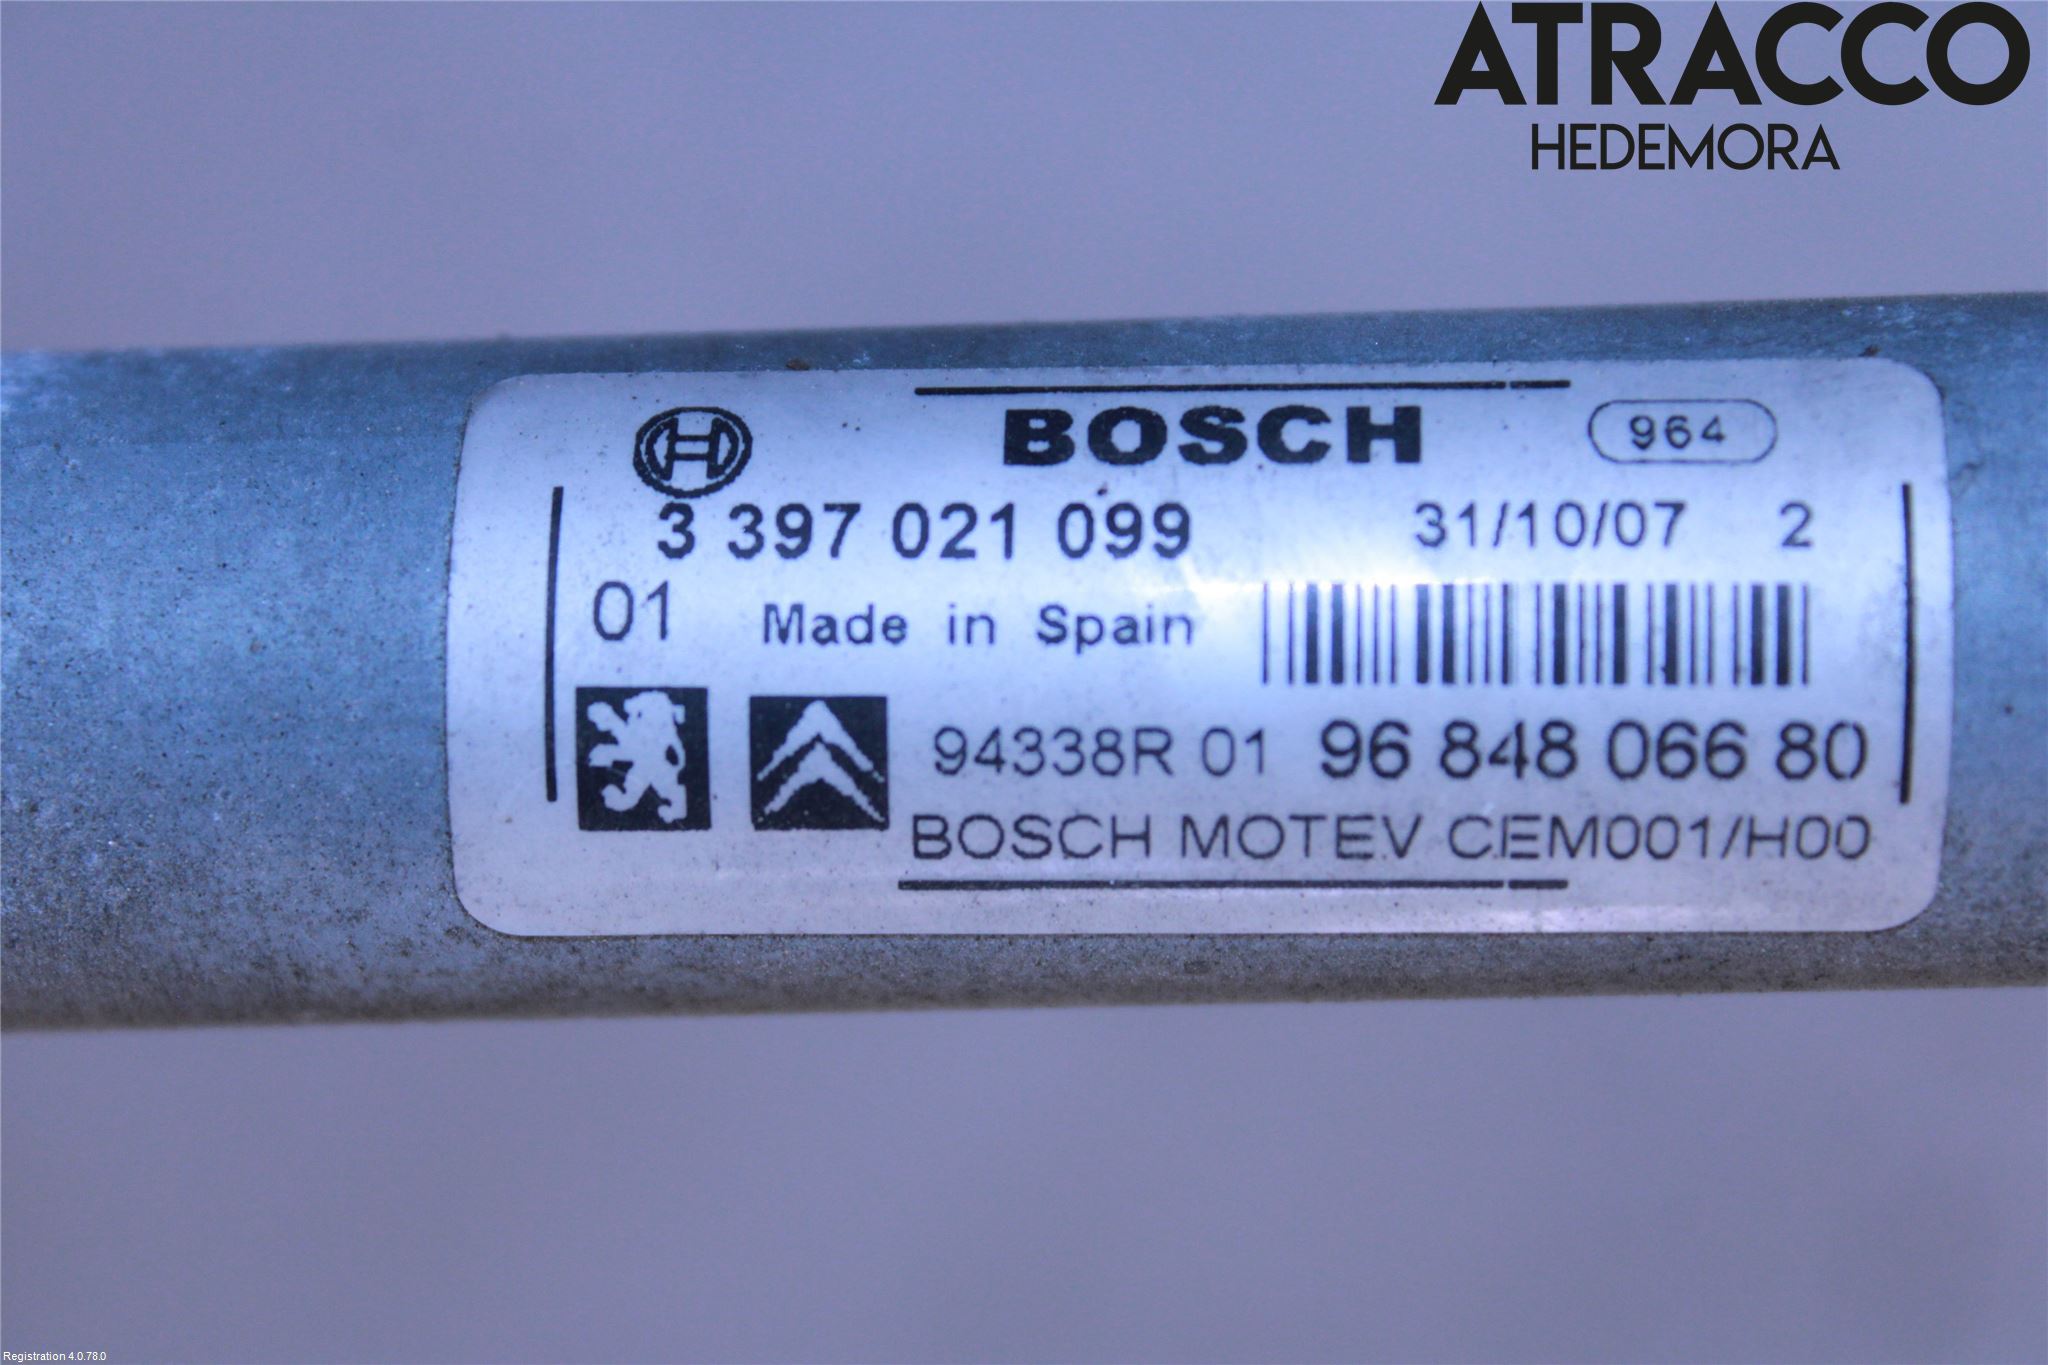 ATRACCO
HEDEMORA
BOSCH 964
3 397 021 099 31/10/07 2
01 Made in Spain
94338R 01 96 848 066 80
BOSCH MOTEV CEM001/H00
Registration 4.0.78.0